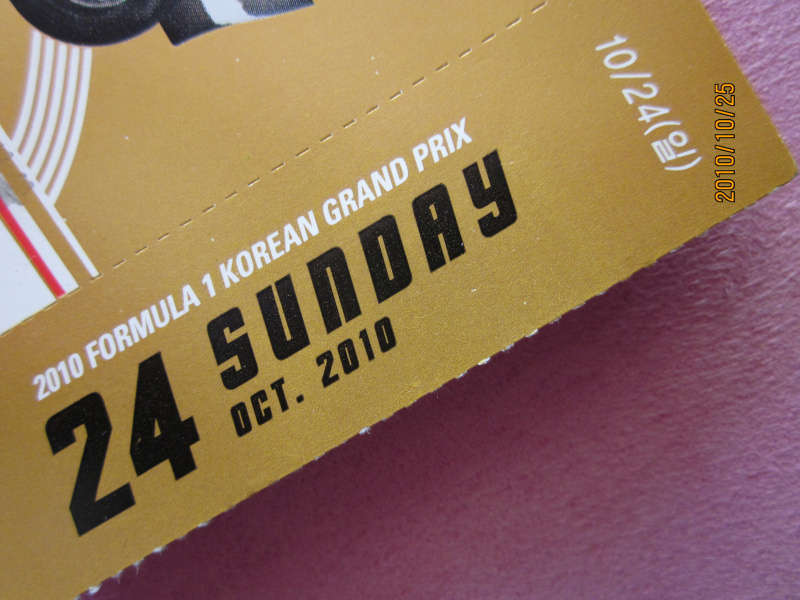 10/24(일)
2010/10/25
2010 FORMULA 1 KOREAN GRAND PRIX
24 SUNDAY
OCT. 2010